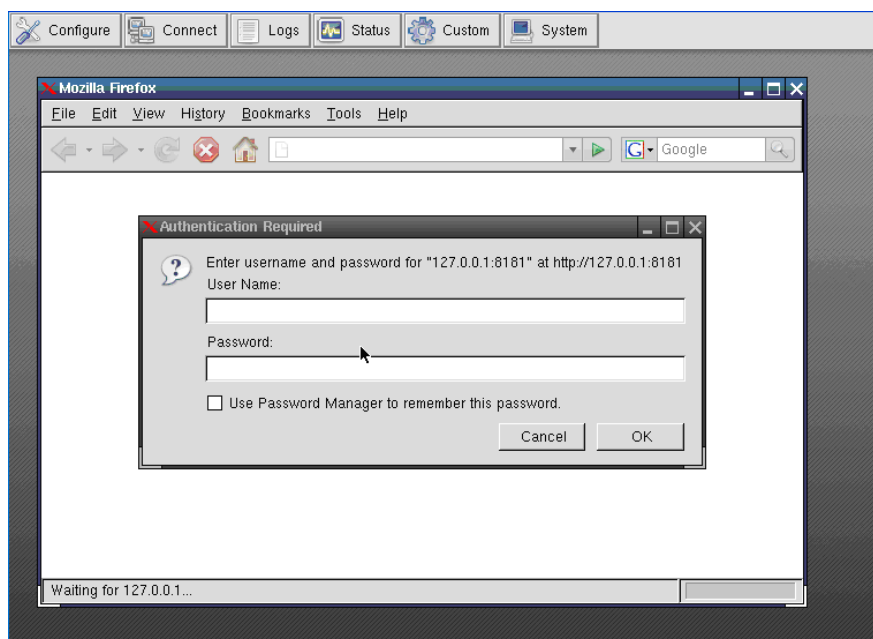 Configure Connect Logs Status Custom System
Mozilla Firefox
File Edit View History Bookmarks Tools Help
G Google
Authentication Required
Enter username and password for "127.0.0.1:8181" at http://127.0.0.1:8181
User Name:
Password:
Use Password Manager to remember this password.
Cancel OK
Waiting for 127.0.0.1...